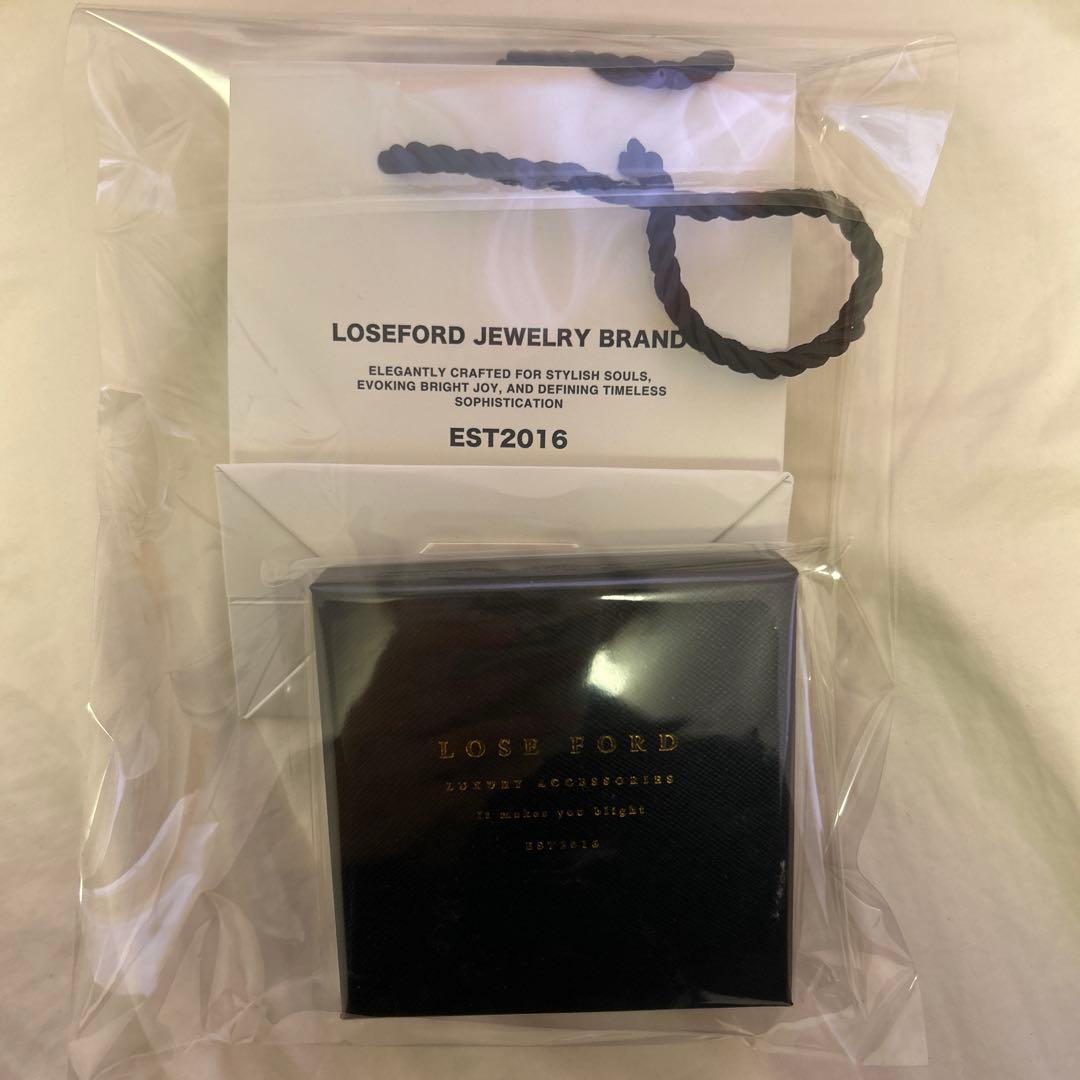 LOSEFORD JEWELRY BRAND
ELEGANTLY CRAFTED FOR STYLISH SOULS,
EVOKING BRIGHT JOY, AND DEFINING TIMELESS
SOPHISTICATION
EST2016
LOSE FORD
LUXURY ACCESSORIES
It makes you blight
EST2016